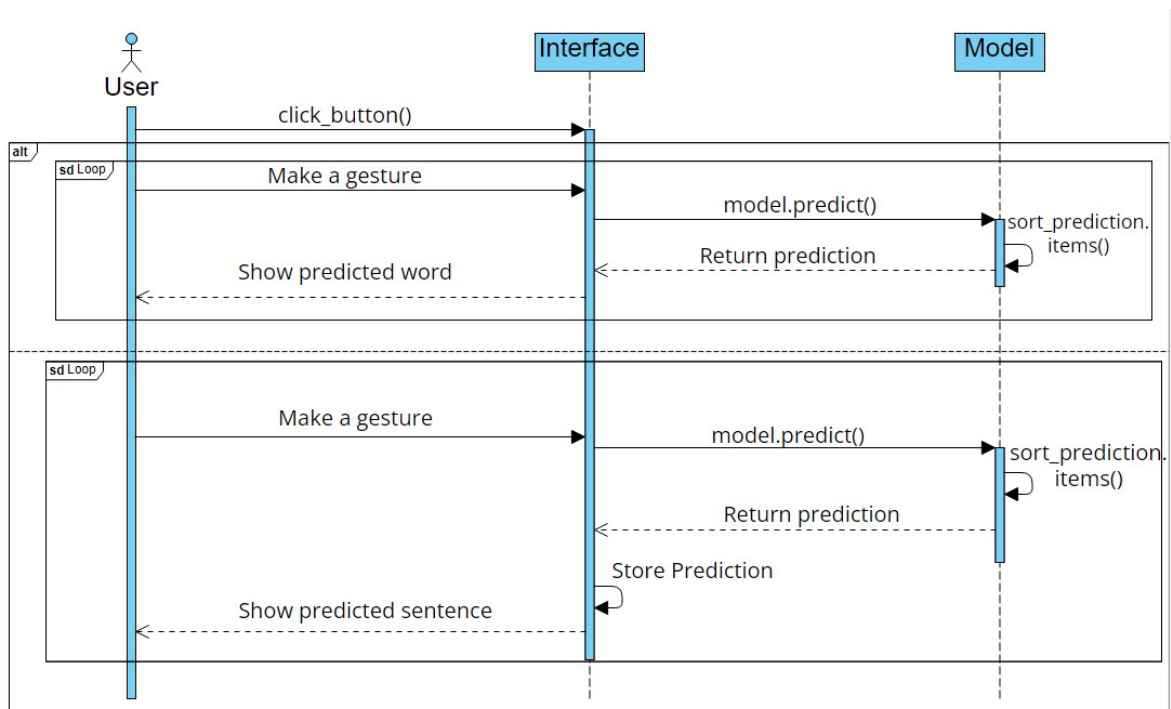 User
Interface
Model
click_button()
alt
sd Loop
Make a gesture
model.predict()
sort_prediction.
items()
Return prediction
Show predicted word
sd Loop
Make a gesture
model.predict()
sort_prediction.
items()
Return prediction
Store Prediction
Show predicted sentence